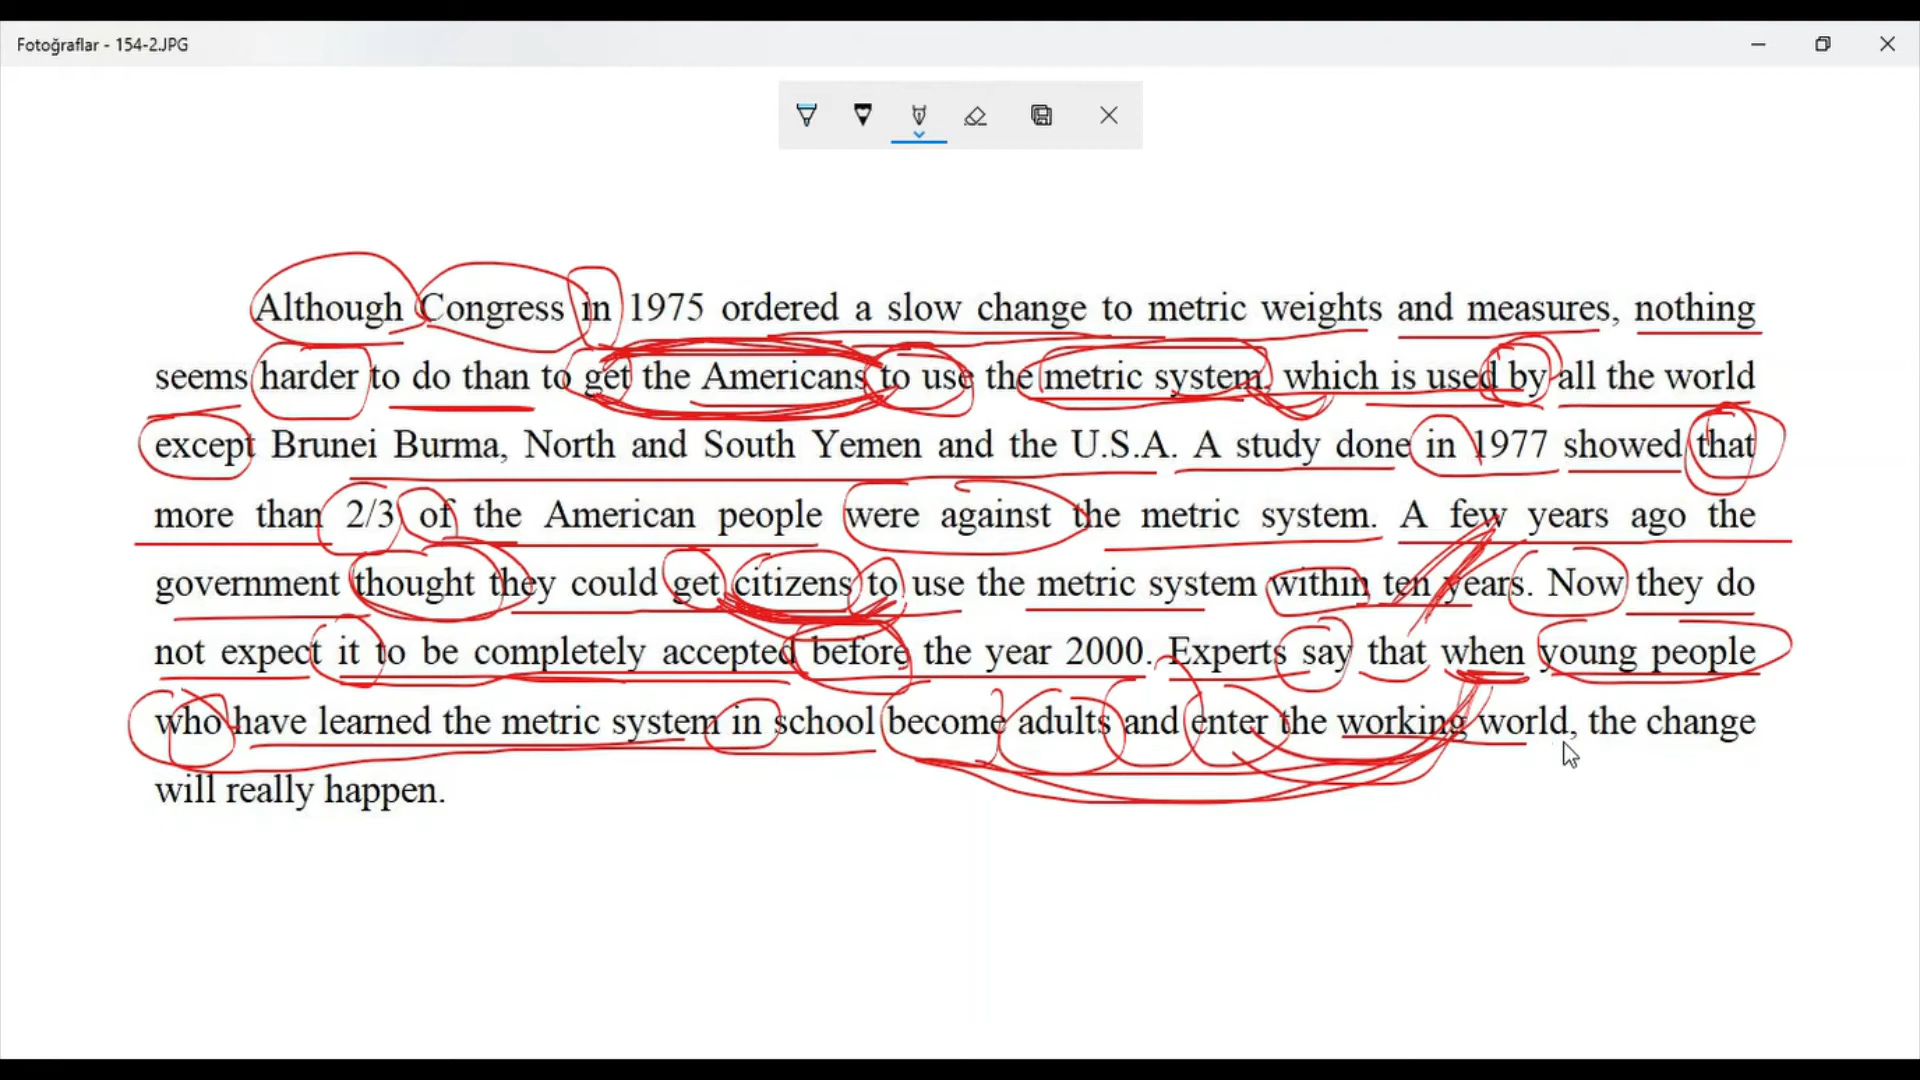 Fotoğraflar - 154-2.JPG
Although Congress in 1975 ordered a slow change to metric weights and measures, nothing
seems harder to do than to get the Americans to use the metric system, which is used by all the world
except Brunei Burma, North and South Yemen and the U.S.A. A study done in 1977 showed that
more than 2/3 of the American people were against the metric system. A few years ago the
government thought they could get citizens to use the metric system within ten years. Now they do
not expect it to be completely accepted before the year 2000. Experts say that when young people
who have learned the metric system in school become adults and enter the working world, the change
will really happen.